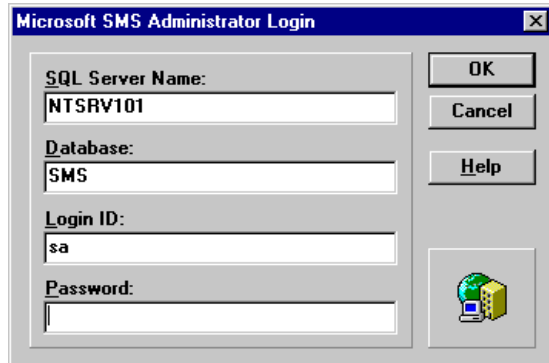 Microsoft SMS Administrator Login
SQL Server Name:
NTSRV101
Database:
SMS
Login ID:
sa
Password:
OK
Cancel
Help